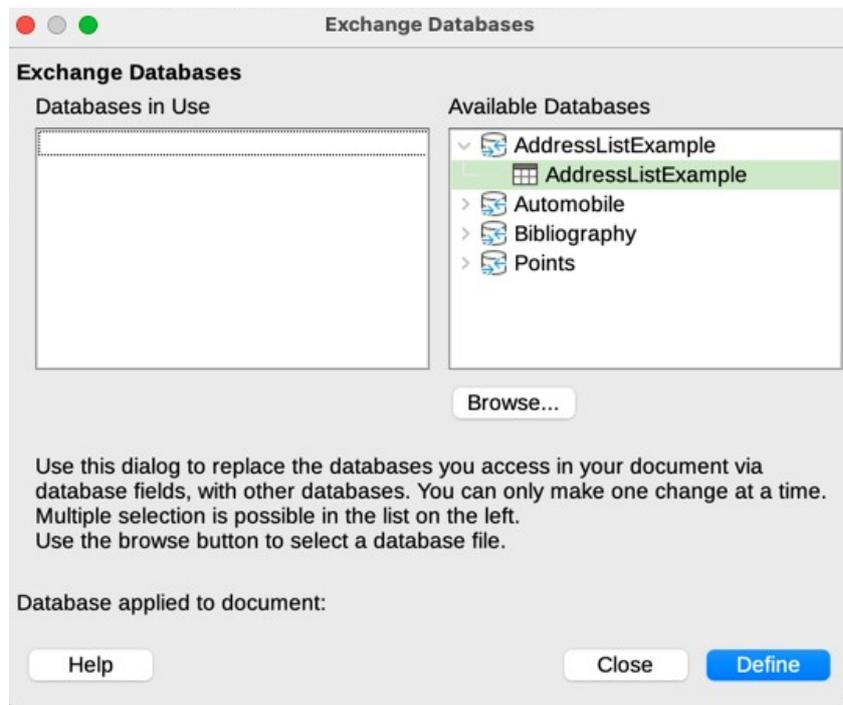 Exchange Databases
Exchange Databases
Databases in Use
Available Databases
AddressListExample
AddressListExample
Automobile
Bibliography
Points
Browse...
Use this dialog to replace the databases you access in your document via
database fields, with other databases. You can only make one change at a time.
Multiple selection is possible in the list on the left.
Use the browse button to select a database file.
Database applied to document:
Help
Close
Define